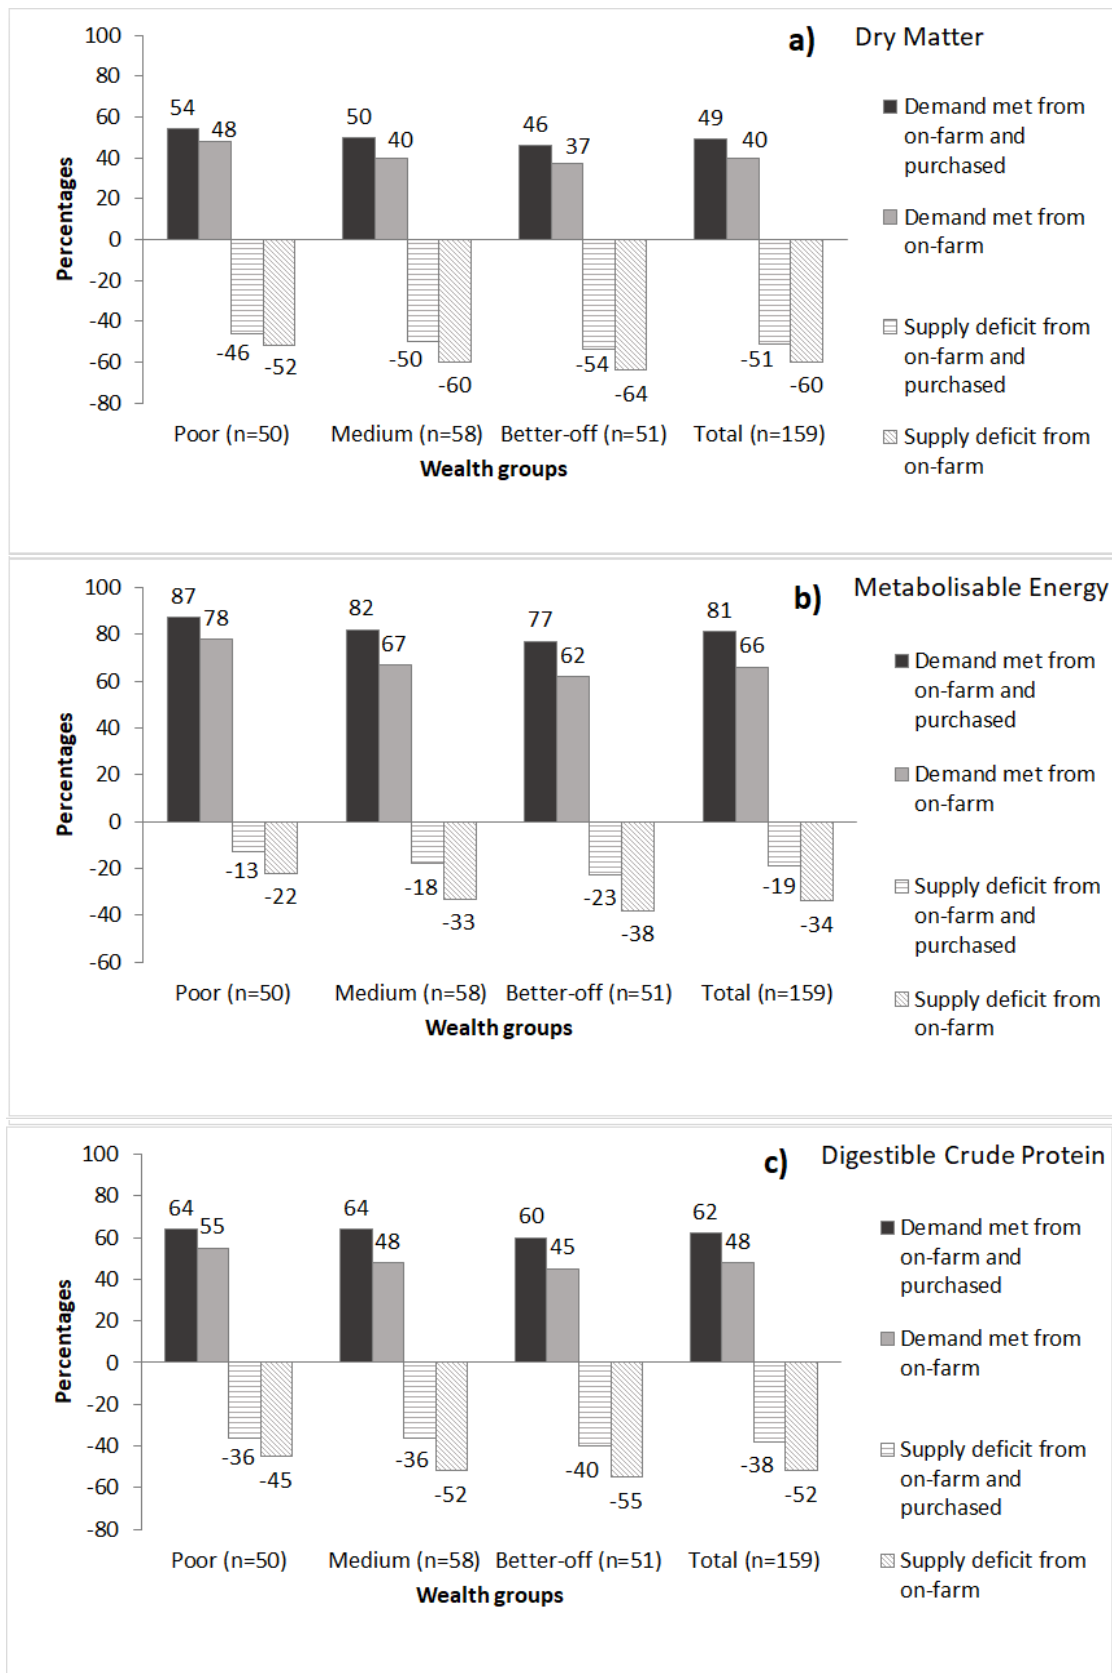 a) Dry Matter
100
80
60
40
20
0
-20
-40
-60
-80
Percentages
54
48
50
40
46
37
49
40
-46
-52
-50
-60
-54
-64
-51
-60
Poor (n=50)
Medium (n=58)
Better-off (n=51)
Total (n=159)
Wealth groups
Demand met from
on-farm and
purchased
Demand met from
on-farm
Supply deficit from
on-farm and
purchased
Supply deficit from
on-farm
b) Metabolisable Energy
100
80
60
40
20
0
-20
-40
-60
Percentages
87
78
82
67
77
62
81
66
-13
-22
-18
-33
-23
-38
-19
-34
Poor (n=50)
Medium (n=58)
Better-off (n=51)
Total (n=159)
Wealth groups
Demand met from
on-farm and
purchased
Demand met from
on-farm
Supply deficit from
on-farm and
purchased
Supply deficit from
on-farm
c) Digestible Crude Protein
100
80
60
40
20
0
-20
-40
-60
-80
Percentages
64
55
64
48
60
45
62
48
-36
-45
-36
-52
-40
-55
-38
-52
Poor (n=50)
Medium (n=58)
Better-off (n=51)
Total (n=159)
Wealth groups
Demand met from
on-farm and
purchased
Demand met from
on-farm
Supply deficit from
on-farm and
purchased
Supply deficit from
on-farm